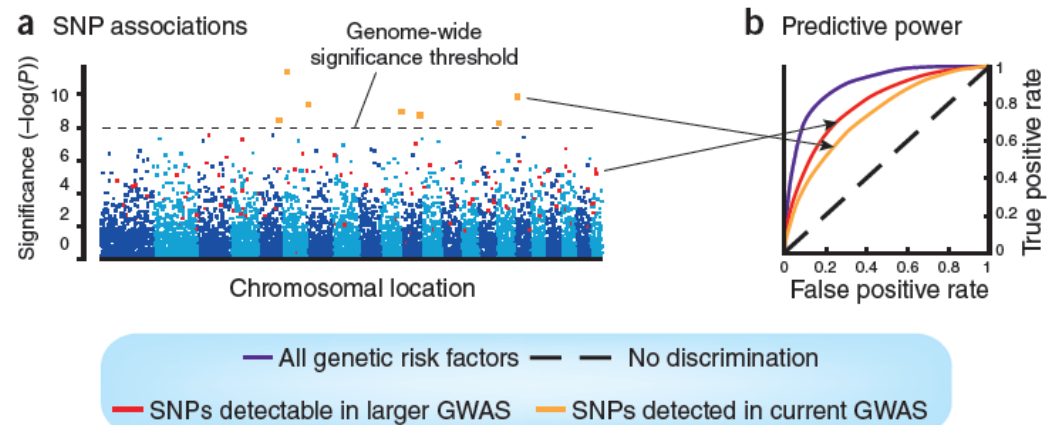 a SNP associations
Genome-wide
significance threshold
Significance (–log(P))
10
8
6
4
2
0
Chromosomal location
b Predictive power
1
0.8
0.6
0.4
0.2
0
True positive rate
0 0.2 0.4 0.6 0.8 1
False positive rate
All genetic risk factors No discrimination
SNPs detectable in larger GWAS SNPs detected in current GWAS